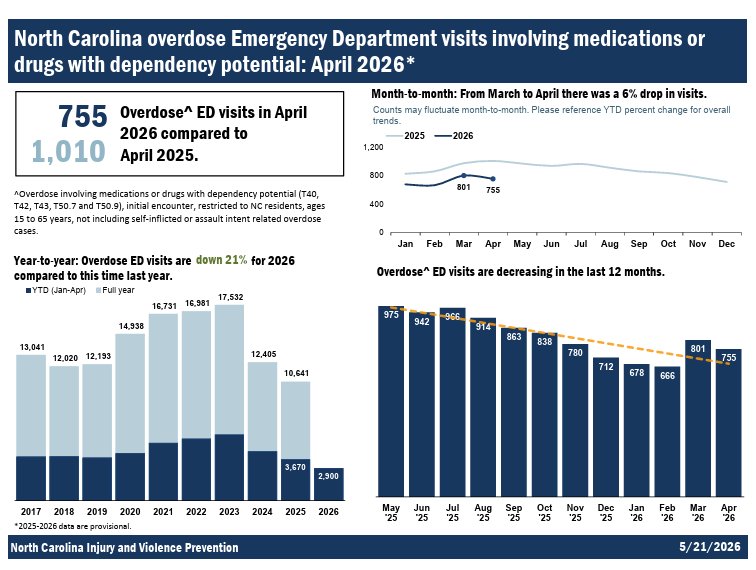 North Carolina overdose Emergency Department visits involving medications or
drugs with dependency potential: April 2026*
755
1,010
Overdose^ ED visits in April
2026 compared to
April 2025.
^Overdose involving medications or drugs with dependency potential (T40,
T42, T43, T50.7 and T50.9), initial encounter, restricted to NC residents, ages
15 to 65 years, not including self-inflicted or assault intent related overdose
cases.
Month-to-month: From March to April there was a 6% drop in visits.
Counts may fluctuate month-to-month. Please reference YTD percent change for overall
trends.
2025 2026
1,200
800
400
0
801
755
Jan Feb Mar Apr May Jun Jul Aug Sep Oct Nov Dec
Year-to-year: Overdose ED visits are down 21% for 2026
compared to this time last year.
YTD (Jan-Apr) Full year
13,041
12,020
12,193
14,938
16,731
16,981
17,532
12,405
10,641
3,670
2,900
2017 2018 2019 2020 2021 2022 2023 2024 2025 2026
*2025-2026 data are provisional.
Overdose^ ED visits are decreasing in the last 12 months.
975
942
966
914
863
838
780
712
678
666
801
755
May Jun Jul Aug Sep Oct Nov Dec Jan Feb Mar Apr
'25 '25 '25 '25 '25 '25 '25 '25 '26 '26 '26 '26
North Carolina Injury and Violence Prevention
5/21/2026